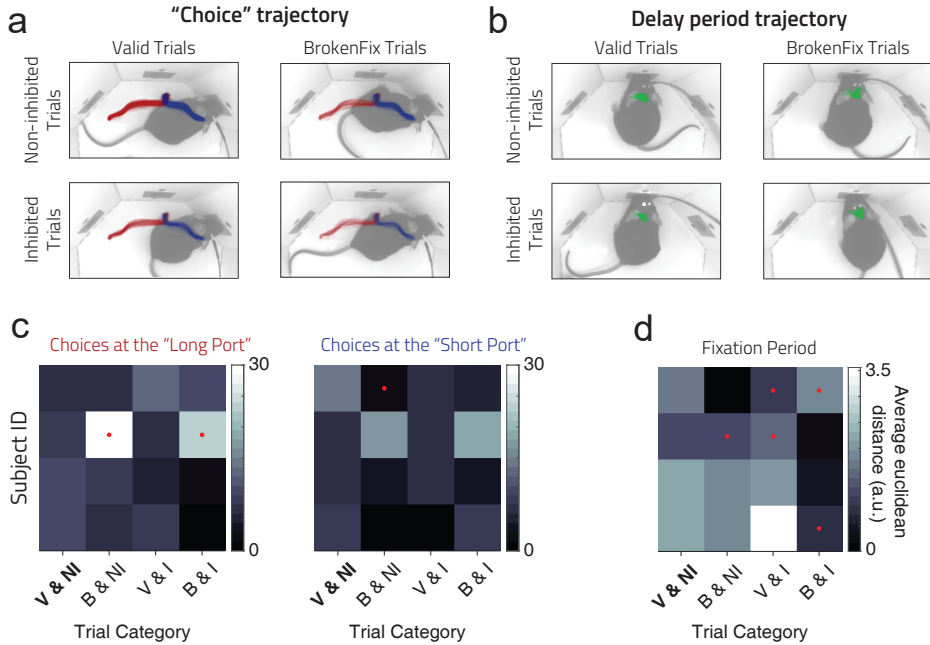 a
"Choice" trajectory
Valid Trials
BrokenFix Trials
Non-inhibited
Trials
Inhibited
Trials
b
Delay period trajectory
Valid Trials
BrokenFix Trials
Non-inhibited
Trials
Inhibited
Trials
c
Choices at the "Long Port"
30
0
Subject ID
V & NI
B & NI
V & I
B & I
Trial Category
Choices at the "Short Port"
30
0
V & NI
B & NI
V & I
B & I
Trial Category
d
Fixation Period
3.5
0
Average euclidean
distance (a.u.)
V & NI
B & NI
V & I
B & I
Trial Category